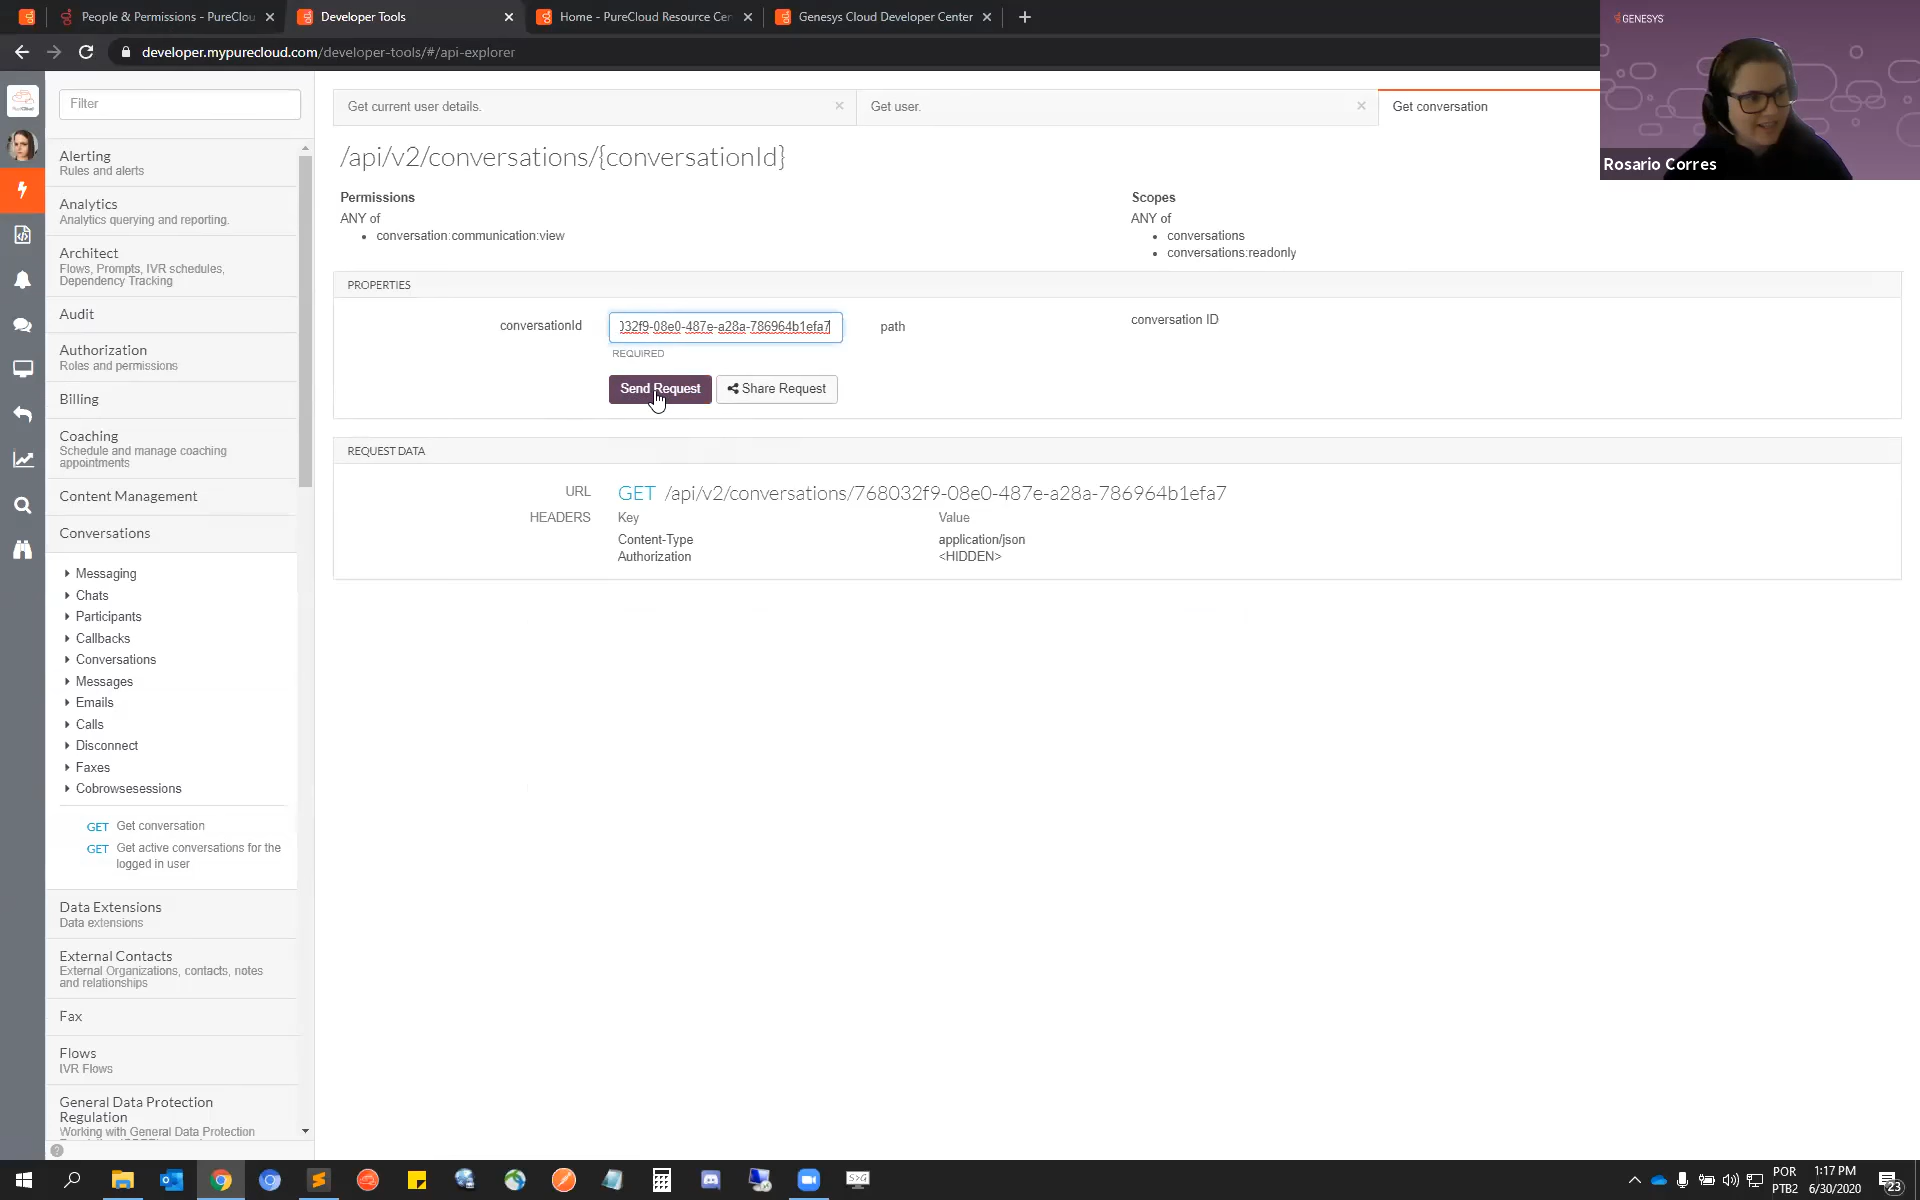 People & Permissions - PureClou
Developer Tools
Home - PureCloud Resource Cen
Genesys Cloud Developer Center
developer.mypurecloud.com/developer-tools/#/api-explorer
GENESYS
Rosario Corres
Filter
Alerting
Rules and alerts
Analytics
Analytics querying and reporting.
Architect
Flows, Prompts, IVR schedules,
Dependency Tracking
Audit
Authorization
Roles and permissions
Billing
Coaching
Schedule and manage coaching
appointments
Content Management
Conversations
Messaging
Chats
Participants
Callbacks
Conversations
Messages
Emails
Calls
Disconnect
Faxes
Cobrowsesessions
GET Get conversation
GET Get active conversations for the
logged in user
Data Extensions
Data extensions
External Contacts
External Organizations, contacts, notes
and relationships
Fax
Flows
IVR Flows
General Data Protection
Regulation
Working with General Data Protection
Get current user details.
Get user.
Get conversation
/api/v2/conversations/{conversationId}
Permissions
ANY of
conversation:communication:view
Scopes
ANY of
conversations
conversations:readonly
PROPERTIES
conversationId
032f9-08e0-487e-a28a-786964b1efa7
path
conversation ID
REQUIRED
Send Request
Share Request
REQUEST DATA
URL GET /api/v2/conversations/768032f9-08e0-487e-a28a-786964b1efa7
HEADERS Key Value
Content-Type application/json
Authorization <HIDDEN>
POR
PTB2
1:17 PM
6/30/2020
23